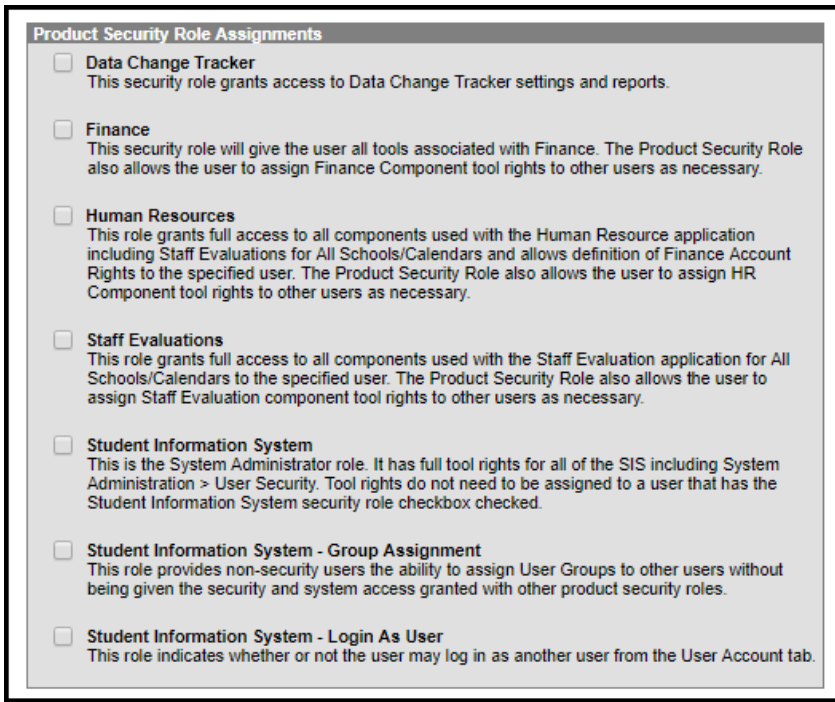 Product Security Role Assignments
Data Change Tracker
This security role grants access to Data Change Tracker settings and reports.
Finance
This security role will give the user all tools associated with Finance. The Product Security Role
also allows the user to assign Finance Component tool rights to other users as necessary.
Human Resources
This role grants full access to all components used with the Human Resource application
including Staff Evaluations for All Schools/Calendars and allows definition of Finance Account
Rights to the specified user. The Product Security Role also allows the user to assign HR
Component tool rights to other users as necessary.
Staff Evaluations
This role grants full access to all components used with the Staff Evaluation application for All
Schools/Calendars to the specified user. The Product Security Role also allows the user to
assign Staff Evaluation component tool rights to other users as necessary.
Student Information System
This is the System Administrator role. It has full tool rights for all of the SIS including System
Administration > User Security. Tool rights do not need to be assigned to a user that has the
Student Information System security role checkbox checked.
Student Information System - Group Assignment
This role provides non-security users the ability to assign User Groups to other users without
being given the security and system access granted with other product security roles.
Student Information System - Login As User
This role indicates whether or not the user may log in as another user from the User Account tab.